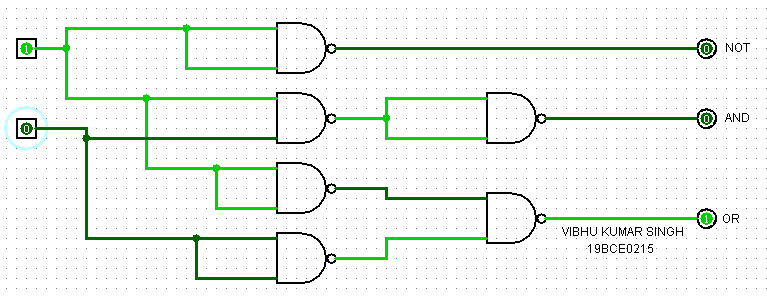 1
0
NOT
0
AND
0
OR
1
VIBHU KUMAR SINGH
19BCE0215